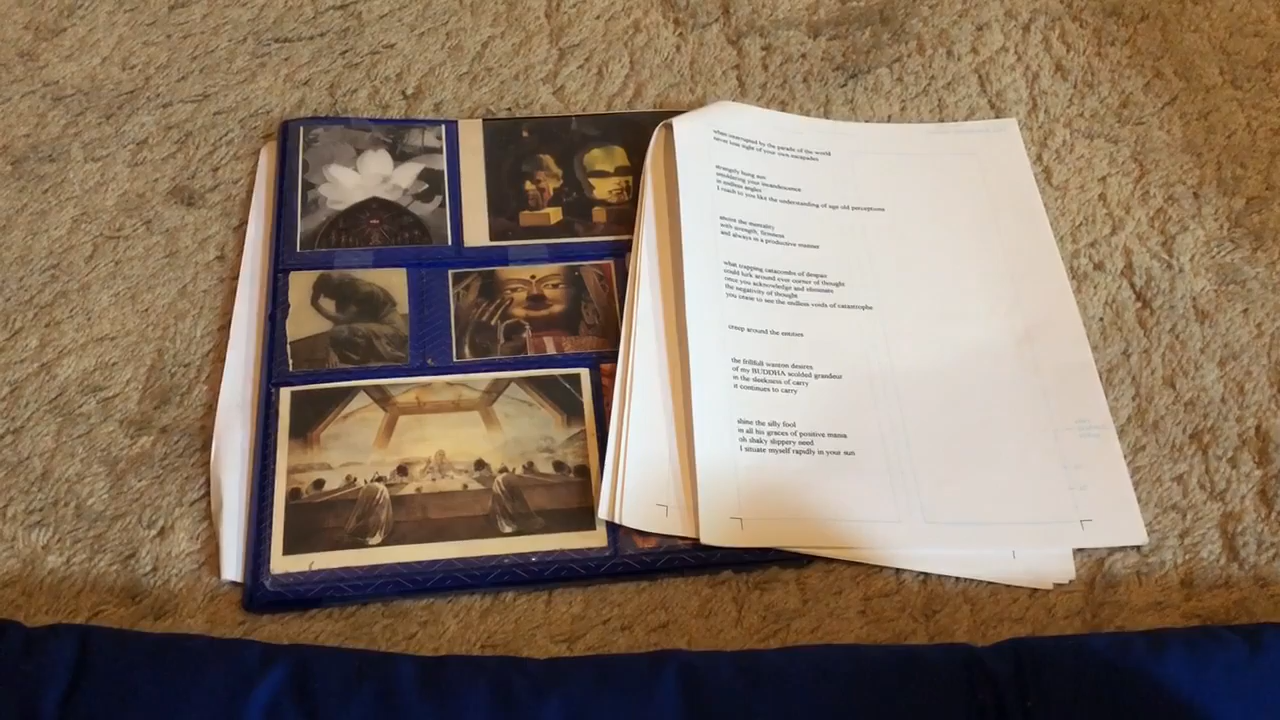 when interrupted by the parade of the world
never lose sight of your own escapades
strangely hung sun
smoldering your incandescence
in endless angles
I reach to you like the understanding of age old perceptions
the mentality
with strength, firmness
and always in a productive manner
what trapping catacombs of despair
could lurk around ever corner of thought
once you acknowledge and eliminate
the negativity of thought
you cease to see the endless voids of catastrophe
creep around the entities
the frillfull wanton desires
of my BUDDHA scolded grandeur
in the sleekness of carry
it continues to carry
shine the silly fool
in all his graces of positive mania
oh shaky slippery need
I situate myself rapidly in your sun